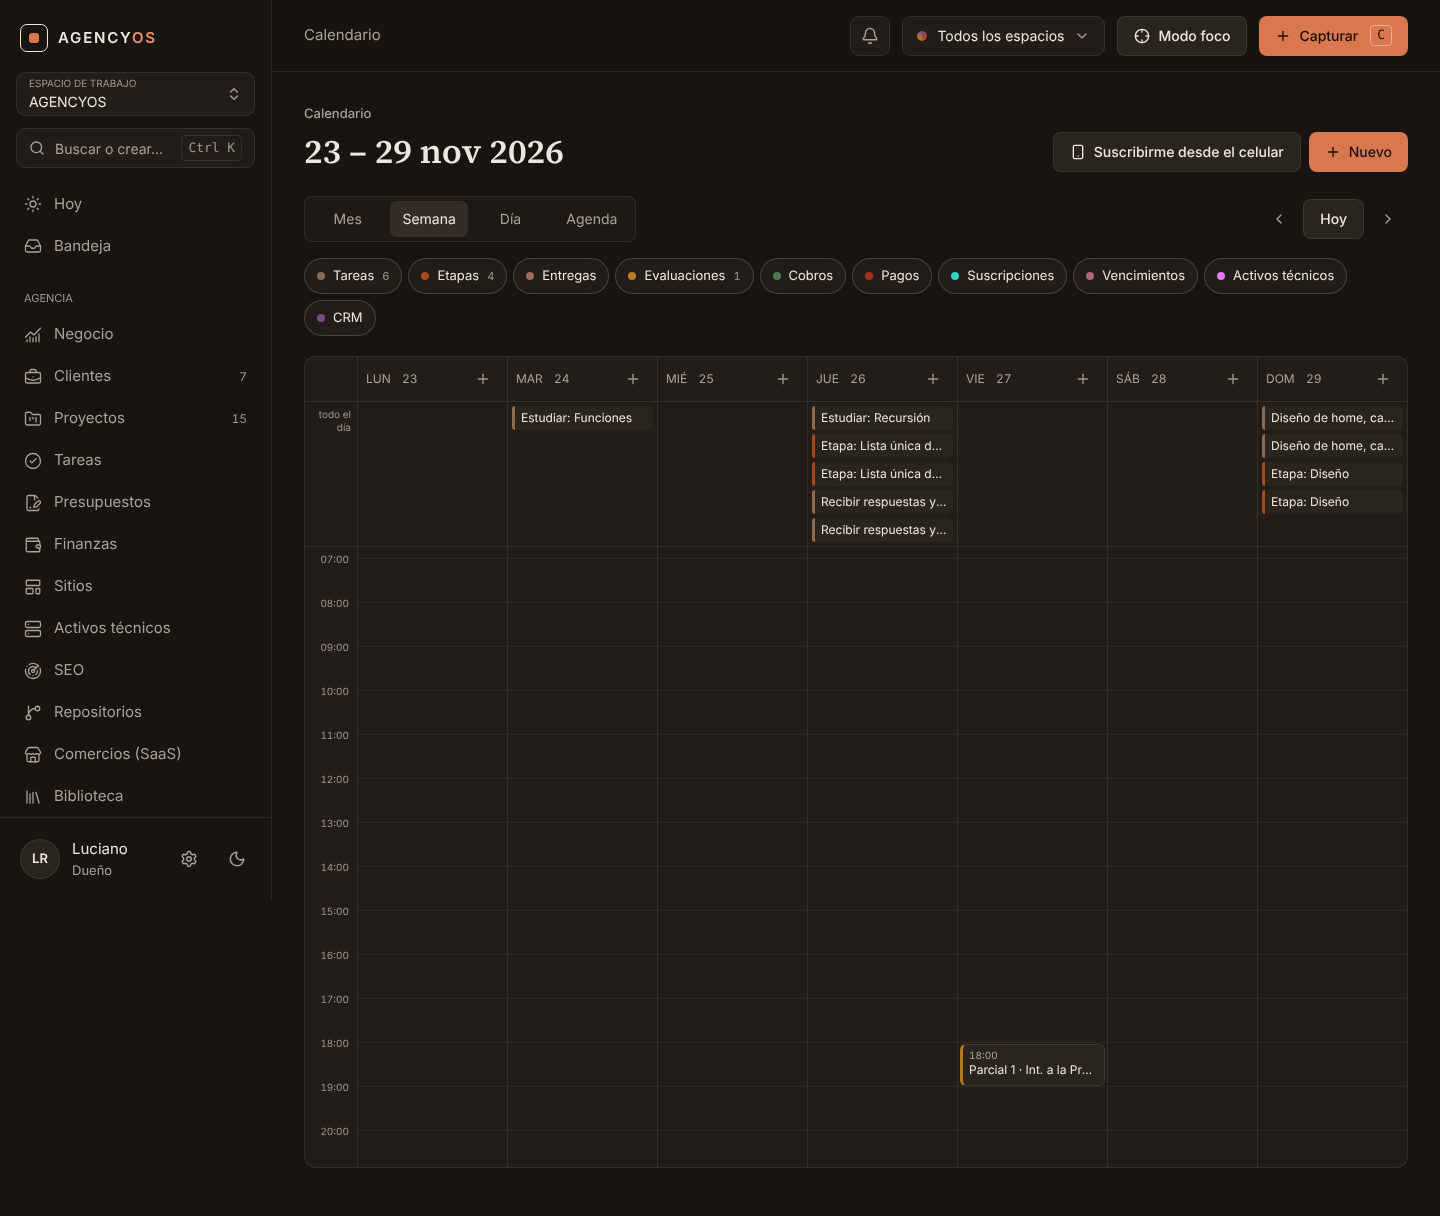 AGENCYOS
ESPACIO DE TRABAJO
AGENCYOS
Buscar o crear... Ctrl K
Hoy
Bandeja
AGENCIA
Negocio
Clientes 7
Proyectos 15
Tareas
Presupuestos
Finanzas
Sitios
Activos técnicos
SEO
Repositorios
Comercios (SaaS)
Biblioteca
LR
Luciano
Dueño
Calendario
Todos los espacios
Modo foco
+ Capturar C
Calendario
23 – 29 nov 2026
Suscribirme desde el celular
+ Nuevo
Mes Semana Día Agenda
Hoy
Tareas 6
Etapas 4
Entregas
Evaluaciones 1
Cobros
Pagos
Suscripciones
Vencimientos
Activos técnicos
CRM
LUN 23 +
MAR 24 +
MIÉ 25 +
JUE 26 +
VIE 27 +
SÁB 28 +
DOM 29 +
todo el
día
Estudiar: Funciones
Estudiar: Recursión
Etapa: Lista única d...
Etapa: Lista única d...
Recibir respuestas y...
Recibir respuestas y...
Diseño de home, ca...
Diseño de home, ca...
Etapa: Diseño
Etapa: Diseño
07:00
08:00
09:00
10:00
11:00
12:00
13:00
14:00
15:00
16:00
17:00
18:00
18:00
Parcial 1 · Int. a la Pr...
19:00
20:00